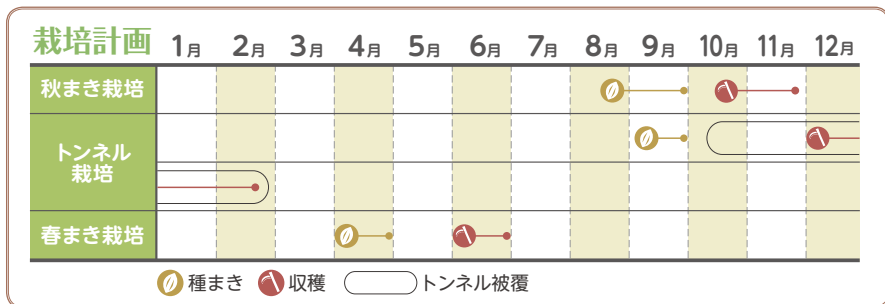 栽培計画 1月 2月 3月 4月 5月 6月 7月 8月 9月 10月 11月 12月
秋まき栽培
トンネル
栽培
春まき栽培
種まき 収穫 トンネル被覆